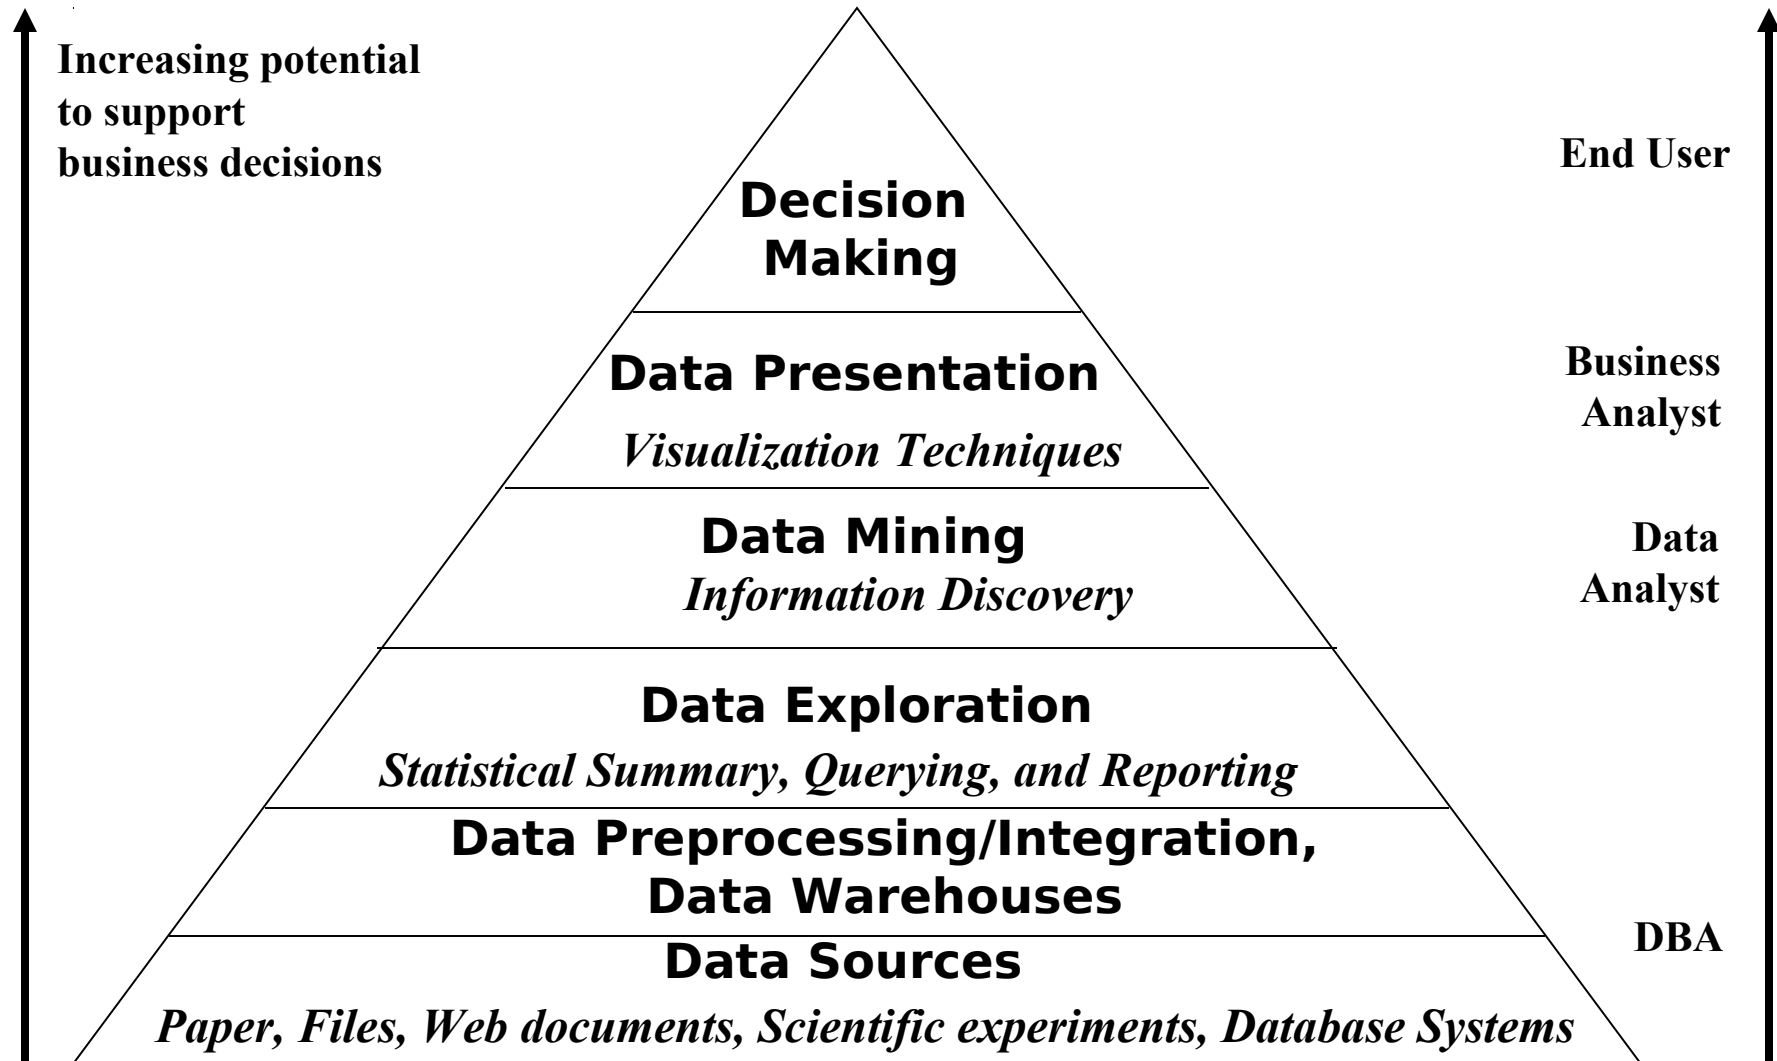 Increasing potential
to support
business decisions
End User
Decision
Making
Business
Analyst
Data Presentation
Visualization Techniques
Data Mining
Information Discovery
Data
Analyst
Data Exploration
Statistical Summary, Querying, and Reporting
Data Preprocessing/Integration,
Data Warehouses
DBA
Data Sources
Paper, Files, Web documents, Scientific experiments, Database Systems